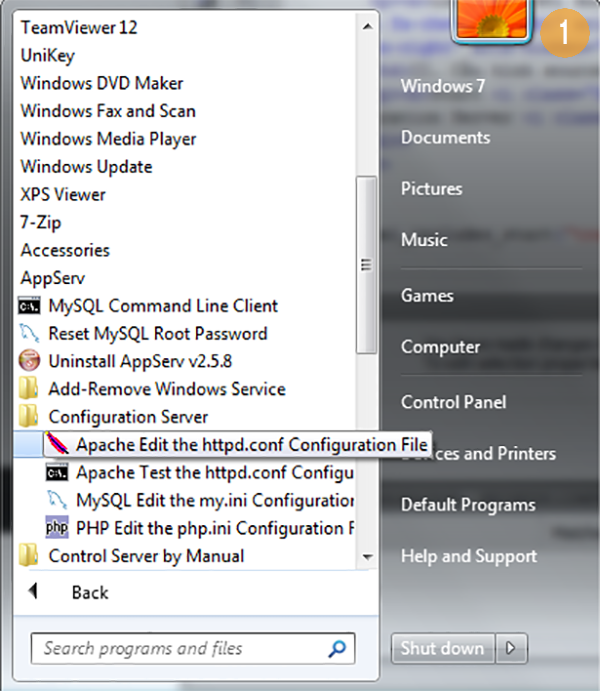 TeamViewer 12
UniKey
Windows DVD Maker
Windows Fax and Scan
Windows Media Player
Windows Update
XPS Viewer
7-Zip
Accessories
AppServ
MySQL Command Line Client
Reset MySQL Root Password
Uninstall AppServ v2.5.8
Add-Remove Windows Service
Configuration Server
Apache Edit the httpd.conf Configuration File
Apache Test the httpd.conf Configu
MySQL Edit the my.ini Configuration
php PHP Edit the php.ini Configuration F
Control Server by Manual
Back
Search programs and files
1
Windows 7
Documents
Pictures
Music
Games
Computer
Control Panel
vices and Printers
Default Programs
Help and Support
Shut down